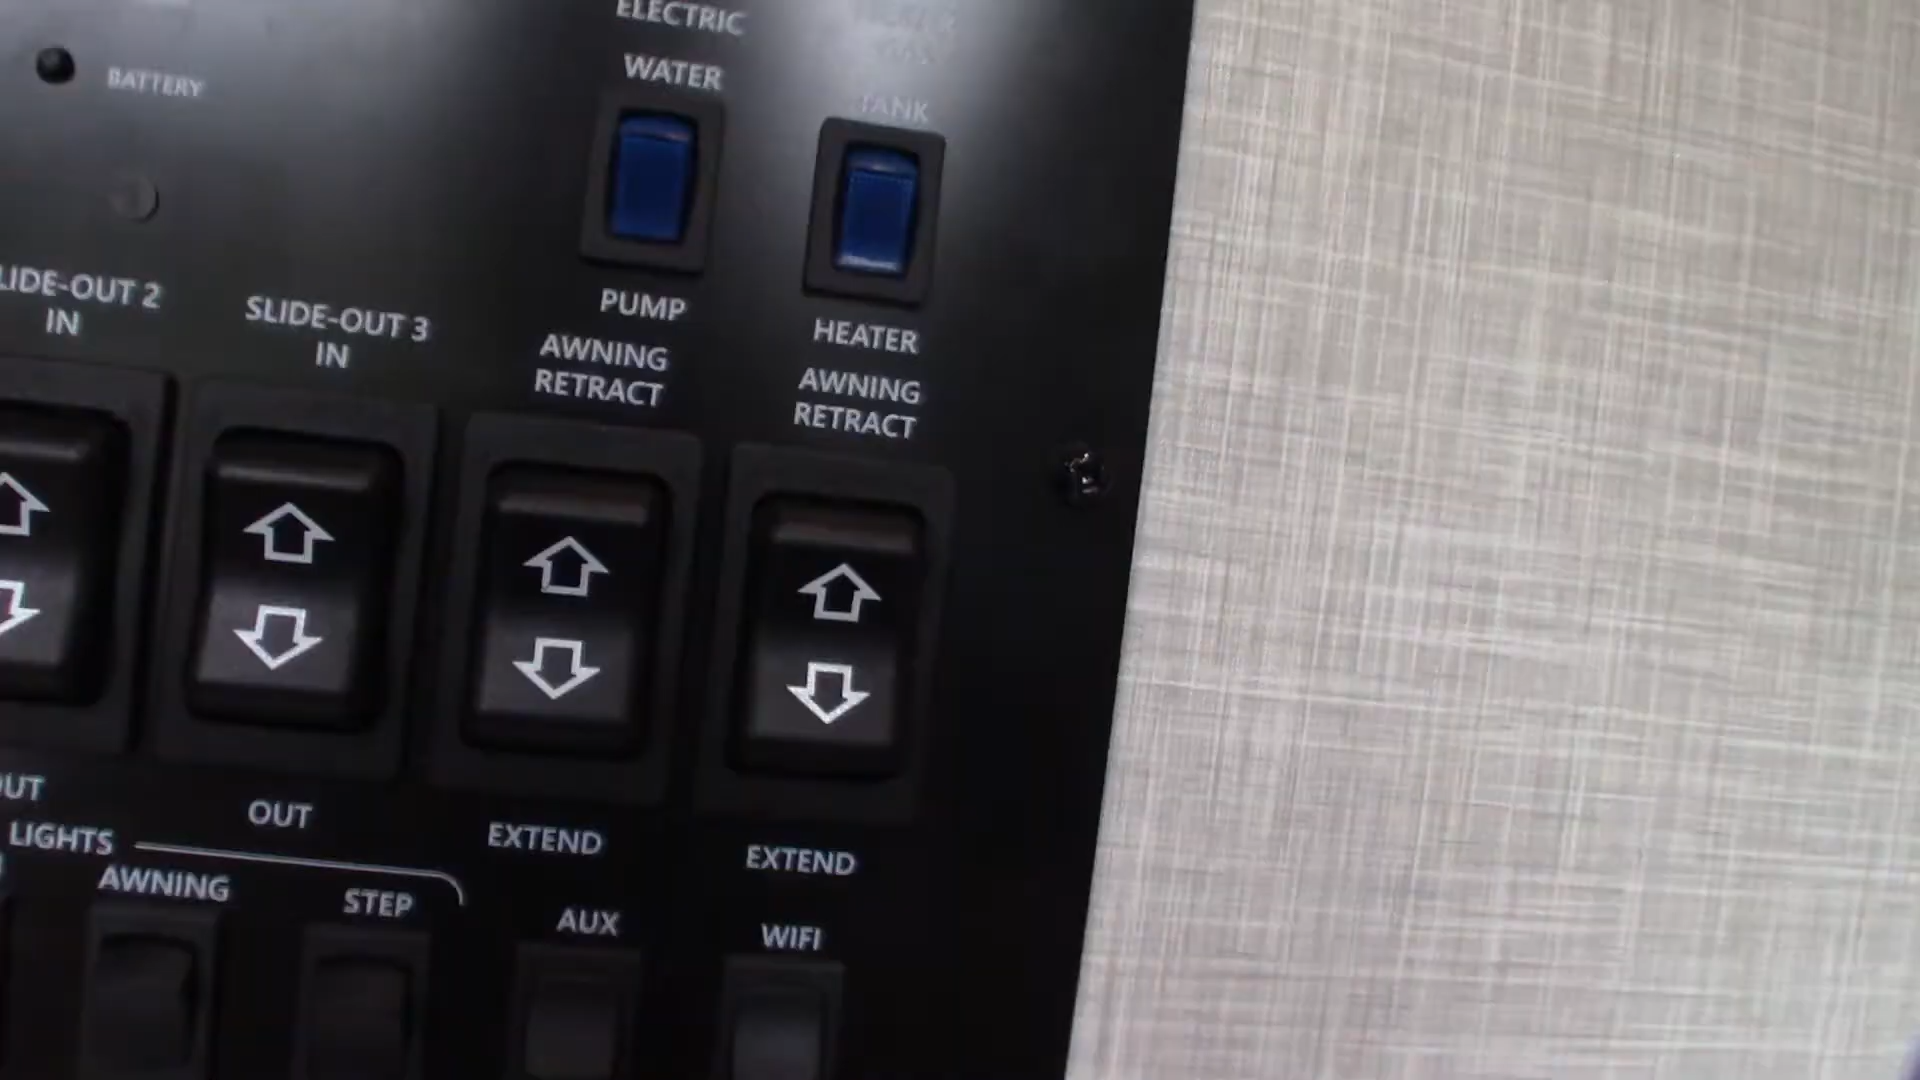 ELECTRIC
BATTERY
WATER
TANK
PUMP
HEATER
LIDE-OUT 2
IN
SLIDE-OUT 3
IN
AWNING
RETRACT
AWNING
RETRACT
OUT
OUT
EXTEND
EXTEND
LIGHTS
AWNING
STEP
AUX
WIFI